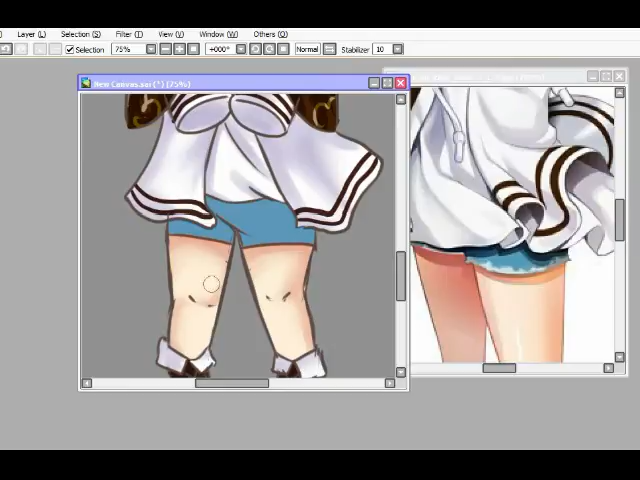 Layer (L) Selection (S) Filter (T) View (V) Window (W) Others (O)
Selection 75% +000° Normal Stabilizer 10
New Canvas.sai (*) (75%)